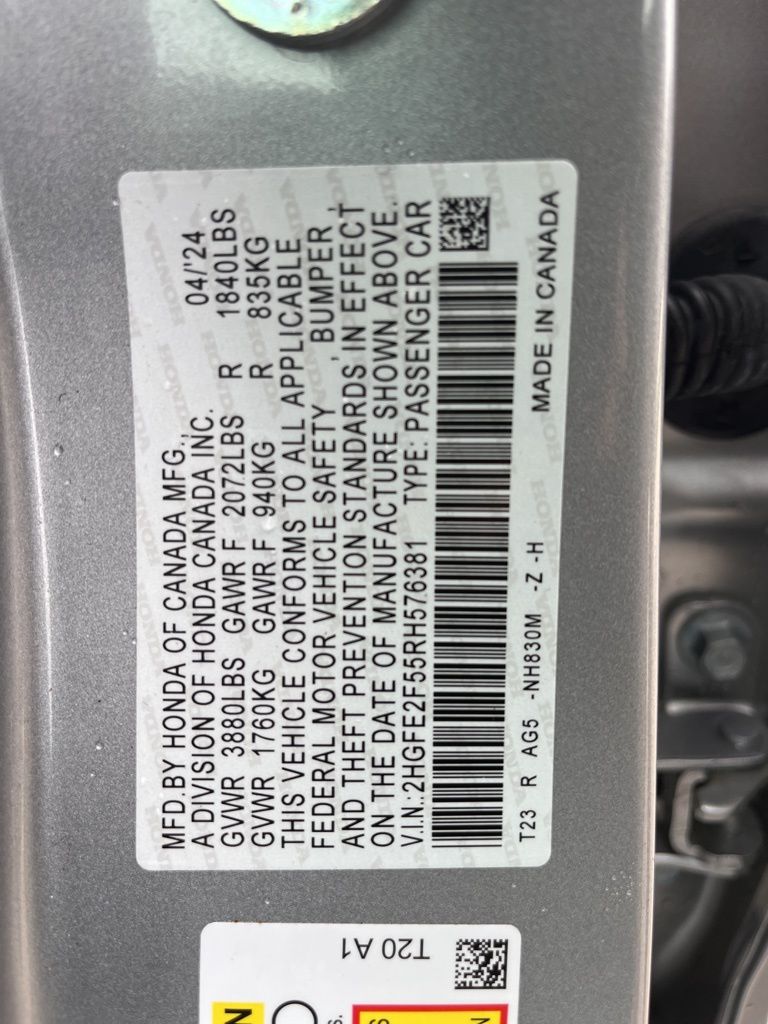 MFD.BY HONDA OF CANADA MFG.,
04/'24
A DIVISION OF HONDA CANADA INC.
GVWR 3880LBS GAWR F 2072LBS R 1840LBS
GVWR 1760KG GAWR F 940KG R 835KG
THIS VEHICLE CONFORMS TO ALL APPLICABLE
FEDERAL MOTOR VEHICLE SAFETY , BUMPER ,
AND THEFT PREVENTION STANDARDS IN EFFECT
ON THE DATE OF MANUFACTURE SHOWN ABOVE.
V.I.N.:2HGFE2F55RH576381 TYPE: PASSENGER CAR
T23 R AG5 -NH830M -Z -H MADE IN CANADA
T20 A1